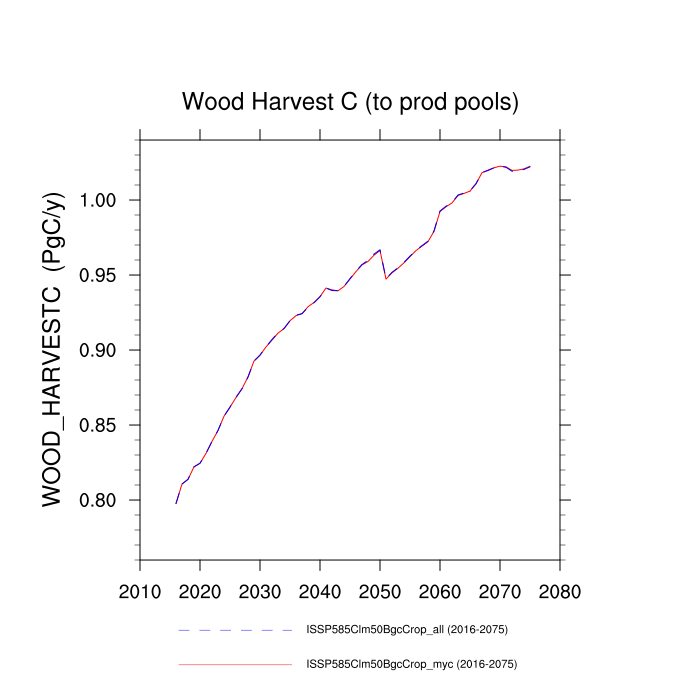 Wood Harvest C (to prod pools)
WOOD_HARVESTC (PgC/y)
1.00
0.95
0.90
0.85
0.80
2010 2020 2030 2040 2050 2060 2070 2080
ISSP585Clm50BgcCrop_all (2016-2075)
ISSP585Clm50BgcCrop_myc (2016-2075)